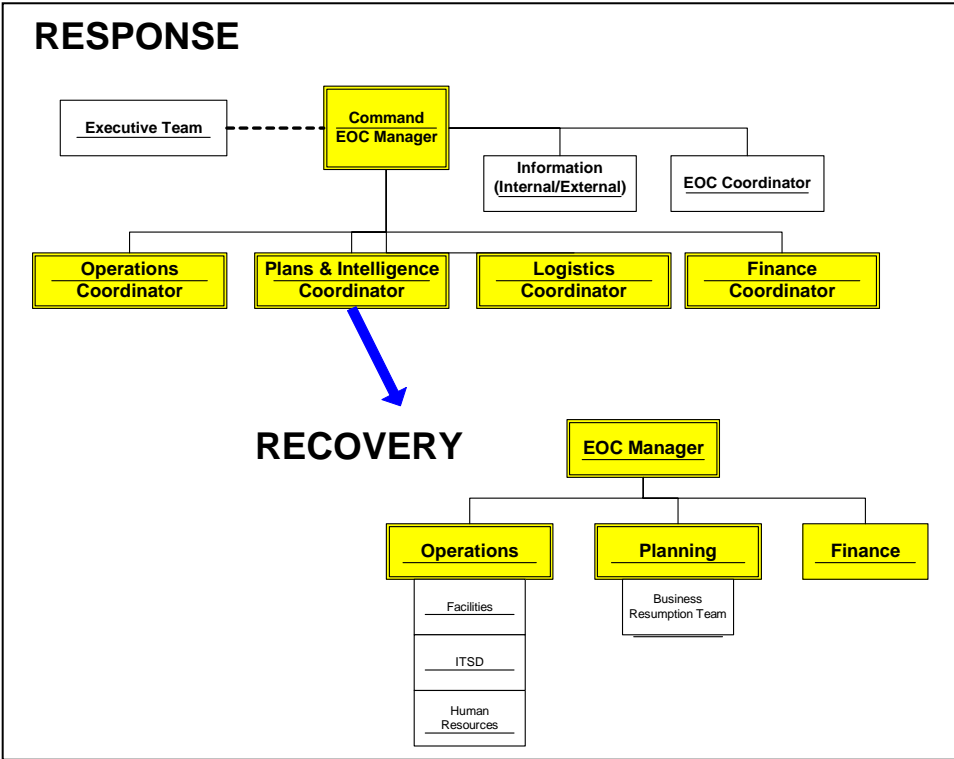 RESPONSE
Executive Team
Command
EOC Manager
Information
(Internal/External)
EOC Coordinator
Operations
Coordinator
Plans & Intelligence
Coordinator
Logistics
Coordinator
Finance
Coordinator
RECOVERY
EOC Manager
Operations
Planning
Finance
Facilities
ITSD
Human
Resources
Business
Resumption Team